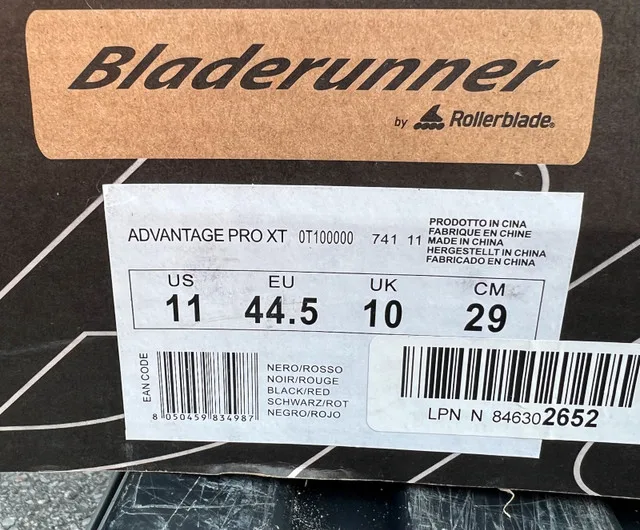 Bladerunner
by Rollerblade®
ADVANTAGE PRO XT 0T100000 741 11
PRODOTTO IN CINA
FABRIQUE EN CHINE
MADE IN CHINA
HERGESTELLT IN CHINA
FABRICADO EN CHINA
US EU UK CM
11 44.5 10 29
EAN CODE
8 050459 834987
NERO/ROSSO
NOIR/ROUGE
BLACK/RED
SCHWARZ/ROT
NEGRO/ROJO
LPN N 846302652